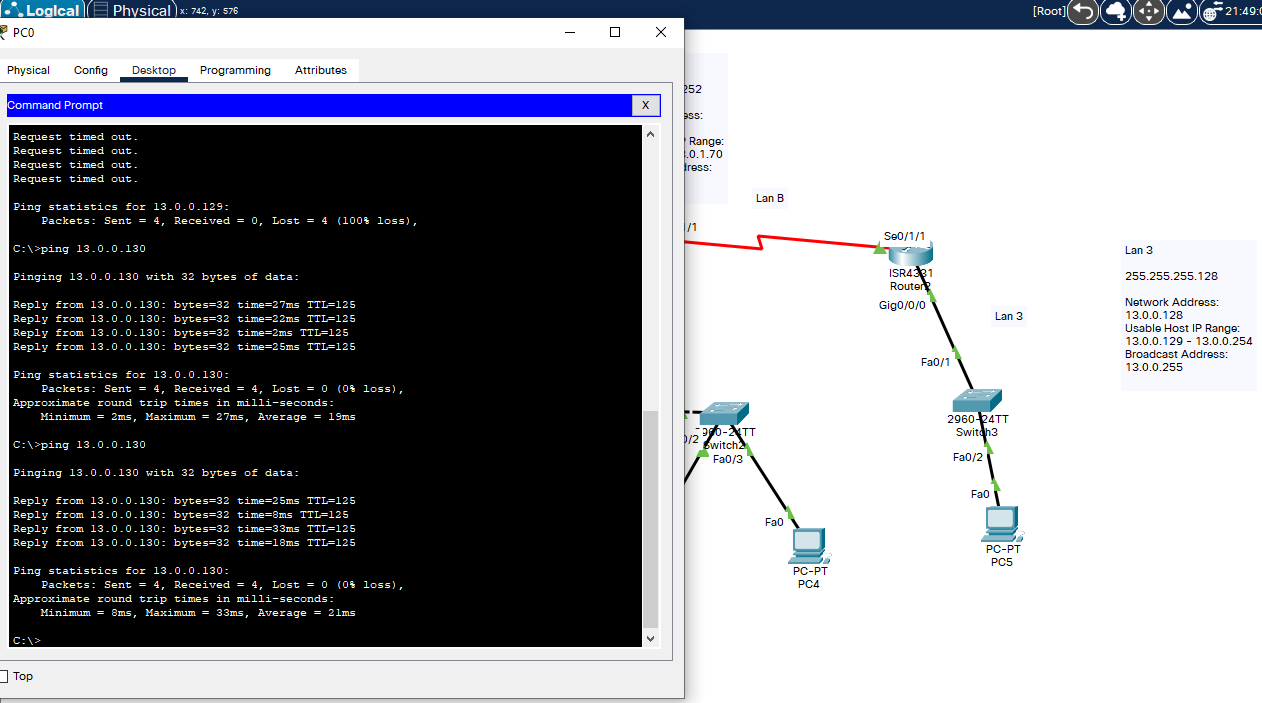 Logical
Physical
x: 742, y: 576
[Root]
21:49:0
PC0
Physical
Config
Desktop
Programming
Attributes
Command Prompt
X
Request timed out.
Request timed out.
Request timed out.
Request timed out.
Ping statistics for 13.0.0.129:
Packets: Sent = 4, Received = 0, Lost = 4 (100% loss),
C:\>ping 13.0.0.130
Pinging 13.0.0.130 with 32 bytes of data:
Reply from 13.0.0.130: bytes=32 time=27ms TTL=125
Reply from 13.0.0.130: bytes=32 time=22ms TTL=125
Reply from 13.0.0.130: bytes=32 time=2ms TTL=125
Reply from 13.0.0.130: bytes=32 time=25ms TTL=125
Ping statistics for 13.0.0.130:
Packets: Sent = 4, Received = 4, Lost = 0 (0% loss),
Approximate round trip times in milli-seconds:
Minimum = 2ms, Maximum = 27ms, Average = 19ms
C:\>ping 13.0.0.130
Pinging 13.0.0.130 with 32 bytes of data:
Reply from 13.0.0.130: bytes=32 time=25ms TTL=125
Reply from 13.0.0.130: bytes=32 time=8ms TTL=125
Reply from 13.0.0.130: bytes=32 time=33ms TTL=125
Reply from 13.0.0.130: bytes=32 time=18ms TTL=125
Ping statistics for 13.0.0.130:
Packets: Sent = 4, Received = 4, Lost = 0 (0% loss),
Approximate round trip times in milli-seconds:
Minimum = 8ms, Maximum = 33ms, Average = 21ms
C:\>
Top
252
ess:
Range:
.0.1.70
ress:
Lan B
/1
Se0/1/1
ISR4331
Router2
Gig0/0/0
Lan 3
Fa0/1
2960-24TT
Switch3
Fa0/2
Fa0
PC-PT
PC5
960-24TT
0/2
Switch2
Fa0/3
Fa0
PC-PT
PC4
Lan 3
255.255.255.128
Network Address:
13.0.0.128
Usable Host IP Range:
13.0.0.129 - 13.0.0.254
Broadcast Address:
13.0.0.255